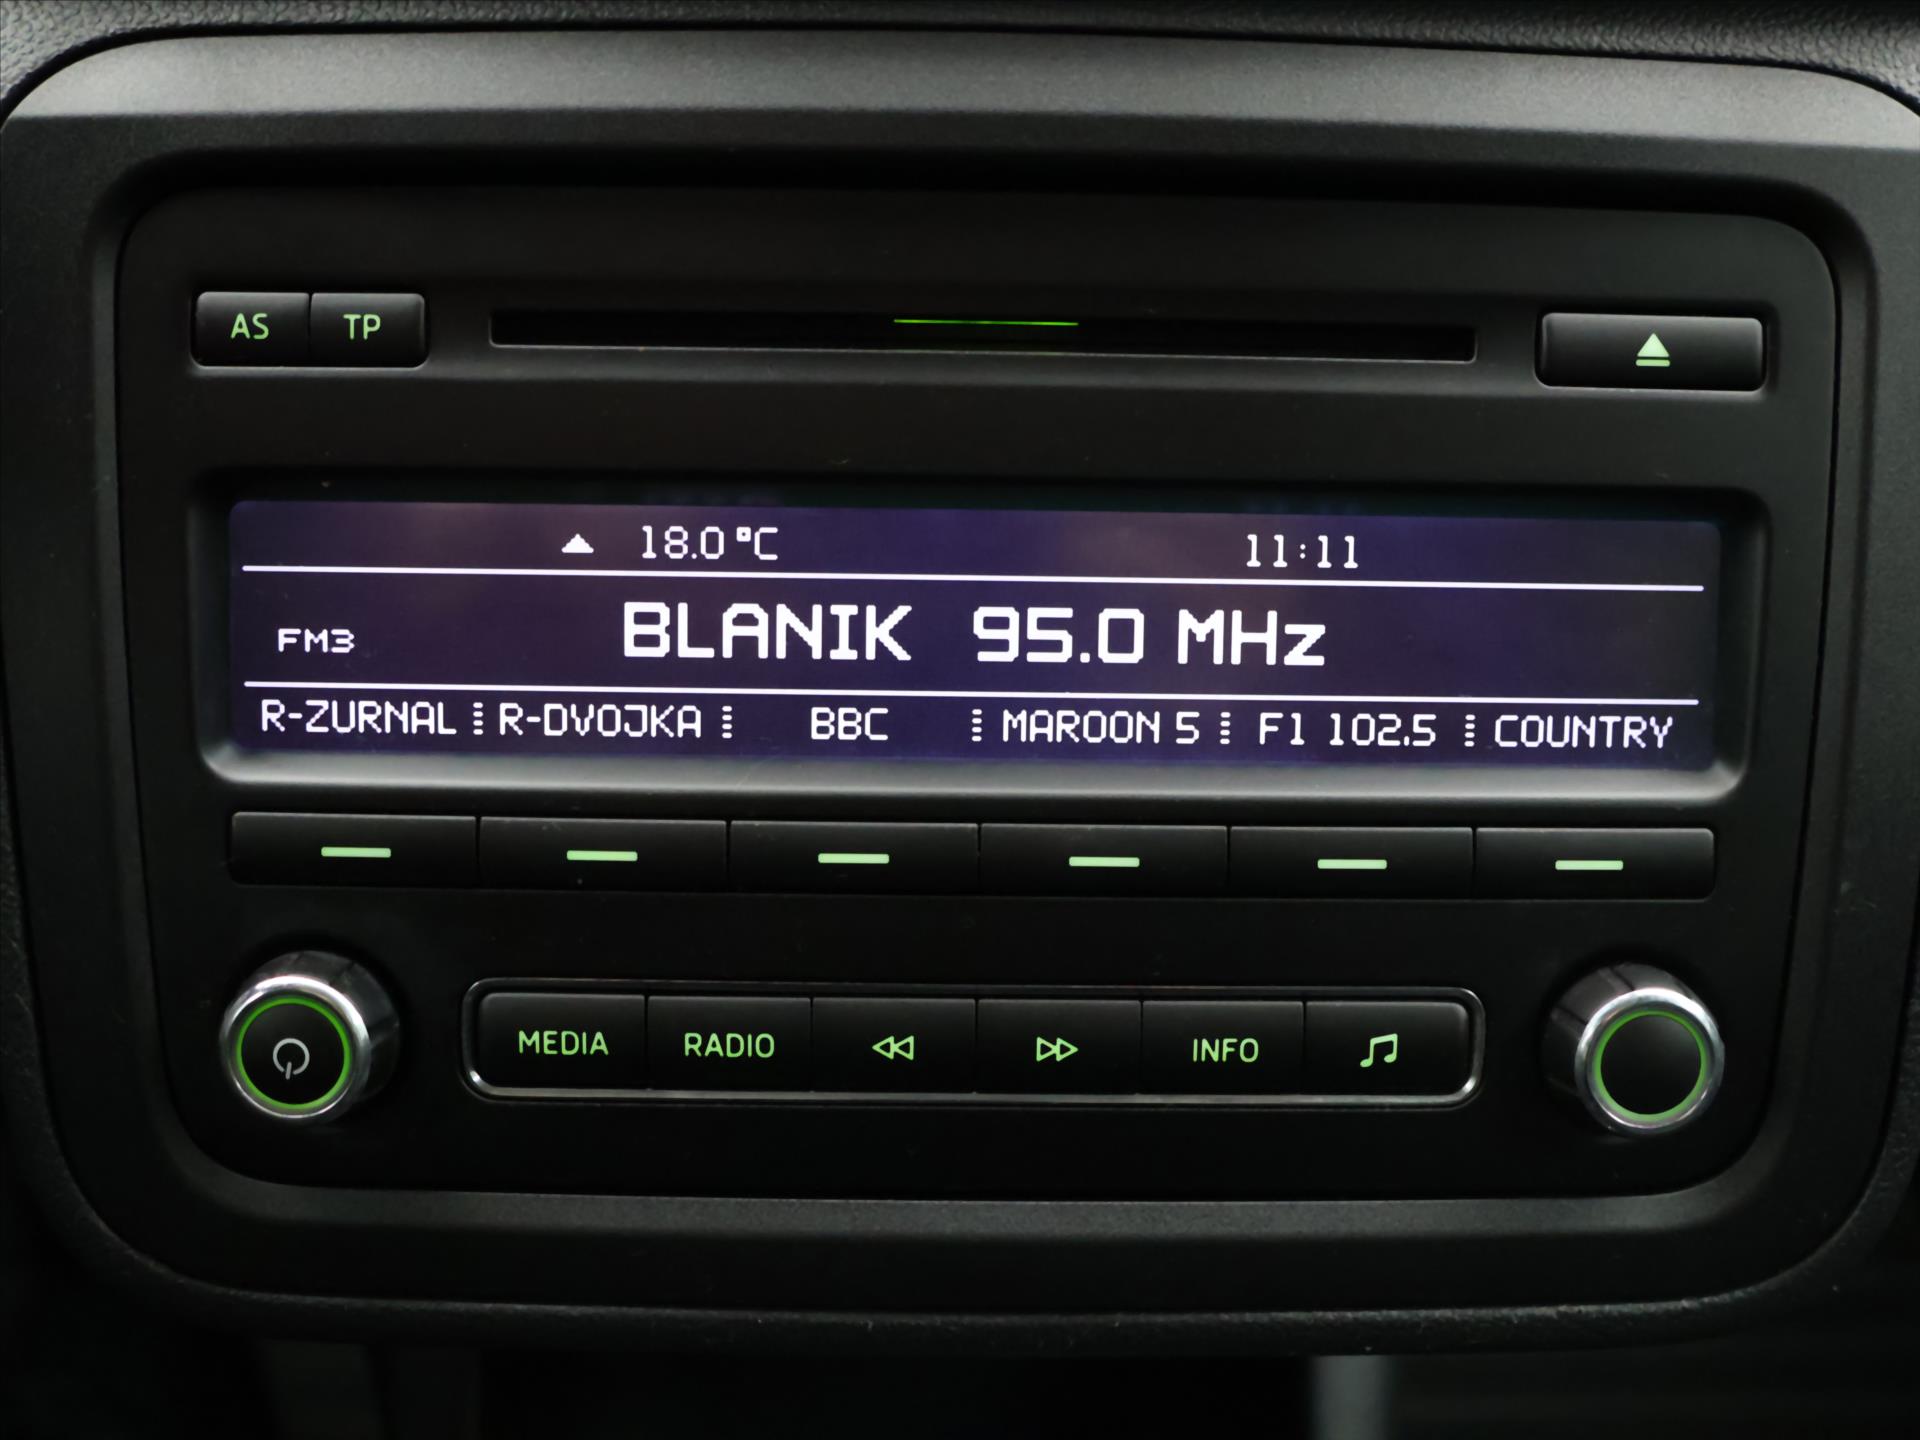 AS TP
18.0 °C 11:11
FM3 BLANIK 95.0 MHz
R-ZURNAL R-DVOJKA BBC MAROON 5 F1 102.5 COUNTRY
MEDIA RADIO INFO